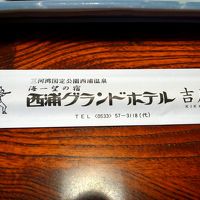 三河湾国定公園西浦温泉
海一望の宿
西浦グランドホテル 吉
TEL (0533) 57-3118(代)